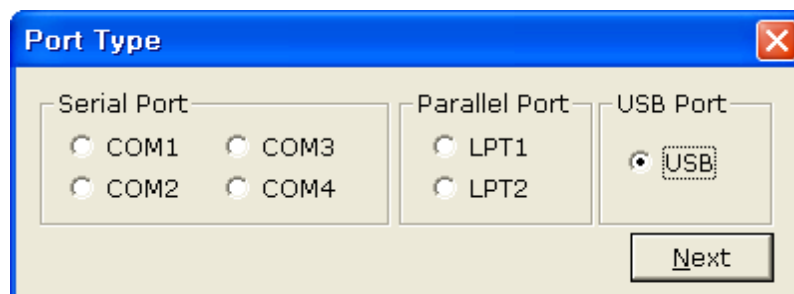 Port Type
Serial Port Parallel Port USB Port
COM1 COM3 LPT1 USB
COM2 COM4 LPT2
Next